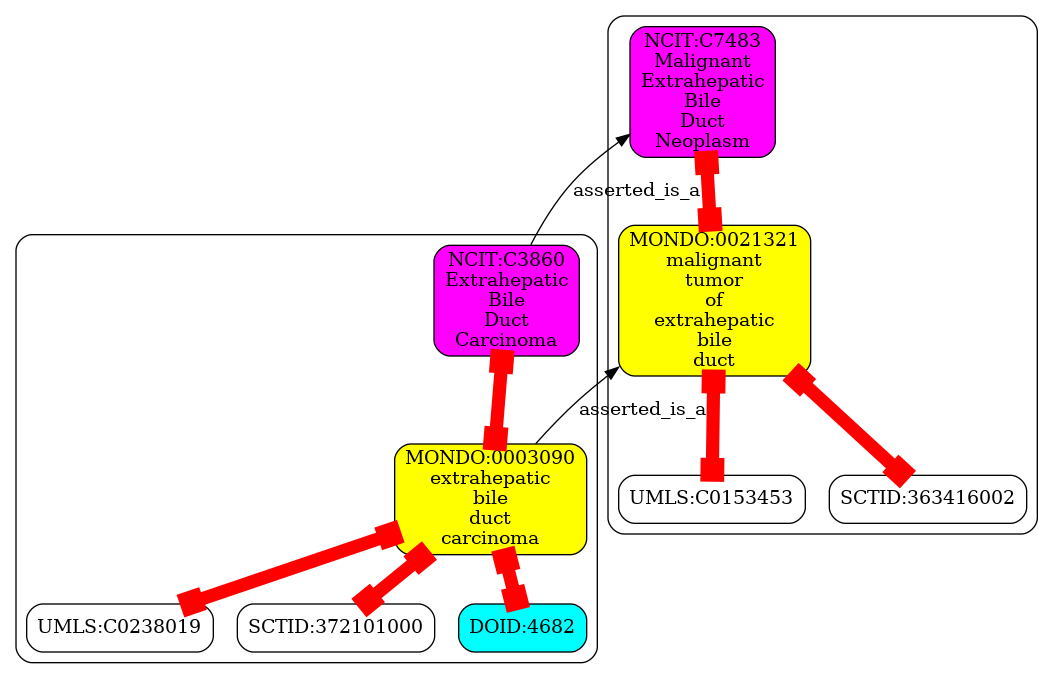 NCIT:C7483
Malignant
Extrahepatic
Bile
Duct
Neoplasm
asserted_is_a
MONDO:0021321
malignant
tumor
of
extrahepatic
bile
duct
NCIT:C3860
Extrahepatic
Bile
Duct
Carcinoma
asserted_is_a
MONDO:0003090
extrahepatic
bile
duct
carcinoma
UMLS:C0153453
SCTID:363416002
UMLS:C0238019
SCTID:372101000
DOID:4682